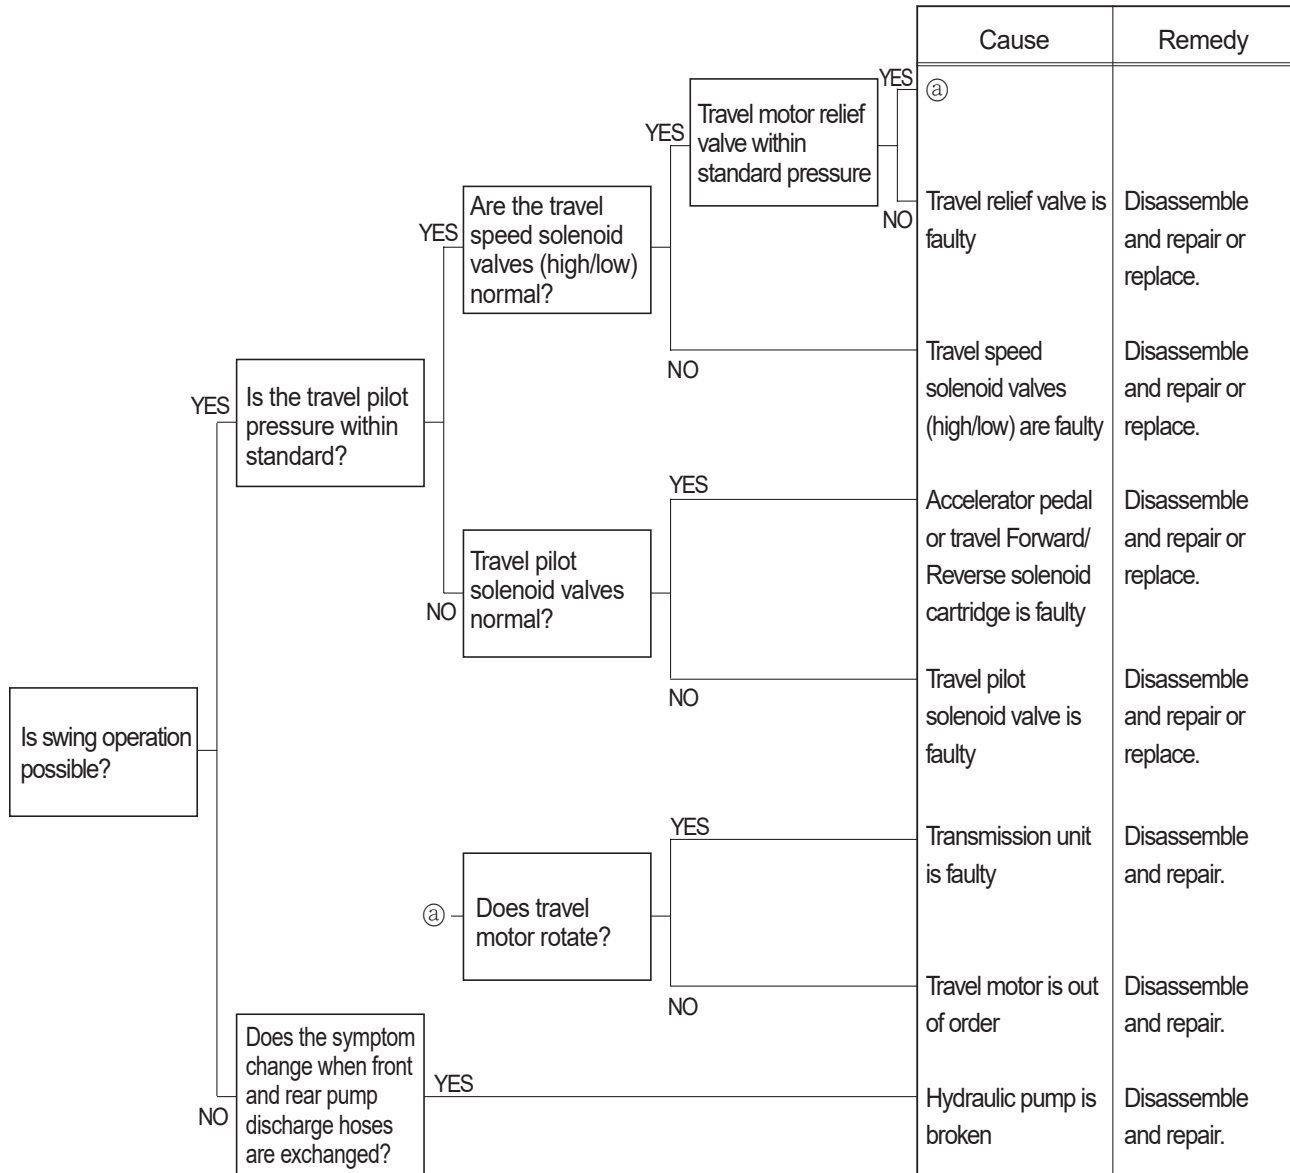 Cause
Remedy
YES
ⓐ
Travel motor relief
valve within
standard pressure
YES
NO
Travel relief valve is
faulty
Disassemble
and repair or
replace.
Are the travel
speed solenoid
valves (high/low)
normal?
YES
NO
Travel speed
solenoid valves
(high/low) are faulty
Disassemble
and repair or
replace.
YES
Is the travel pilot
pressure within
standard?
YES
Accelerator pedal
or travel Forward/
Reverse solenoid
cartridge is faulty
Disassemble
and repair or
replace.
NO
Travel pilot
solenoid valves
normal?
NO
Travel pilot
solenoid valve is
faulty
Disassemble
and repair or
replace.
Is swing operation
possible?
YES
Transmission unit
is faulty
Disassemble
and repair.
ⓐ
Does travel
motor rotate?
NO
Travel motor is out
of order
Disassemble
and repair.
NO
Does the symptom
change when front
and rear pump
discharge hoses
are exchanged?
YES
Hydraulic pump is
broken
Disassemble
and repair.